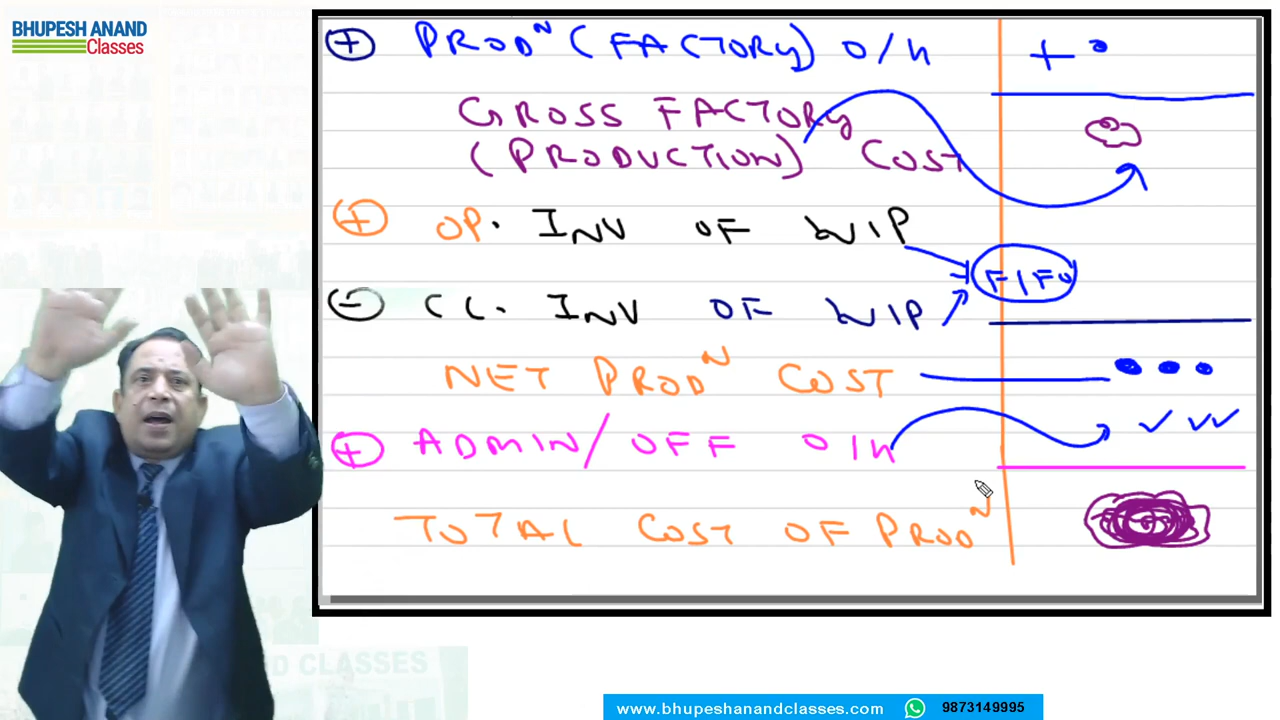 BHUPESH ANAND
Classes
(+) PRODᴺ (FACTORY) O/H +
GROSS FACTORY
(PRODUCTION) COST
(+) OP. INV OF WIP
FIFO
(-) CL. INV OF WIP
NET PRODᴺ COST
(+) ADMIN/OFF O/H ✓ ✓✓
TOTAL COST OF PRODᴺ
D CLASSES
www.bhupeshanandclasses.com 9873149995